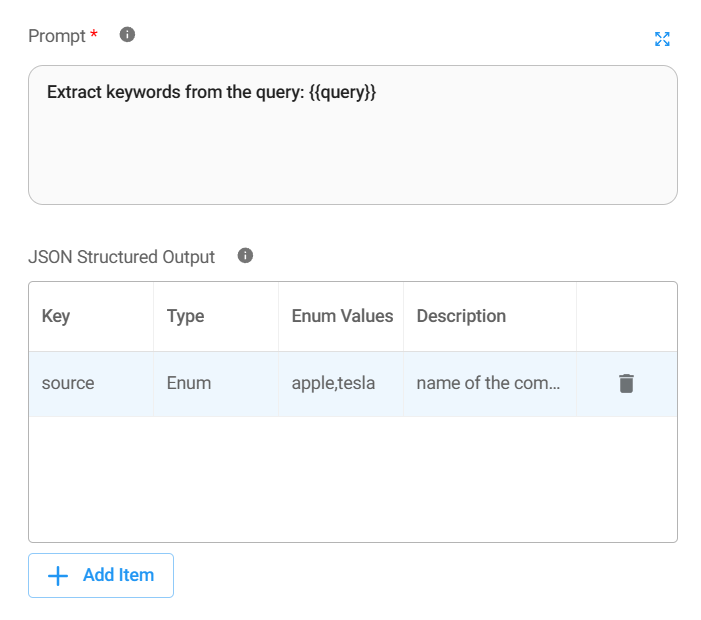 Prompt *
Extract keywords from the query: {{query}}
JSON Structured Output
Key Type Enum Values Description
source Enum apple,tesla name of the com...
Add Item